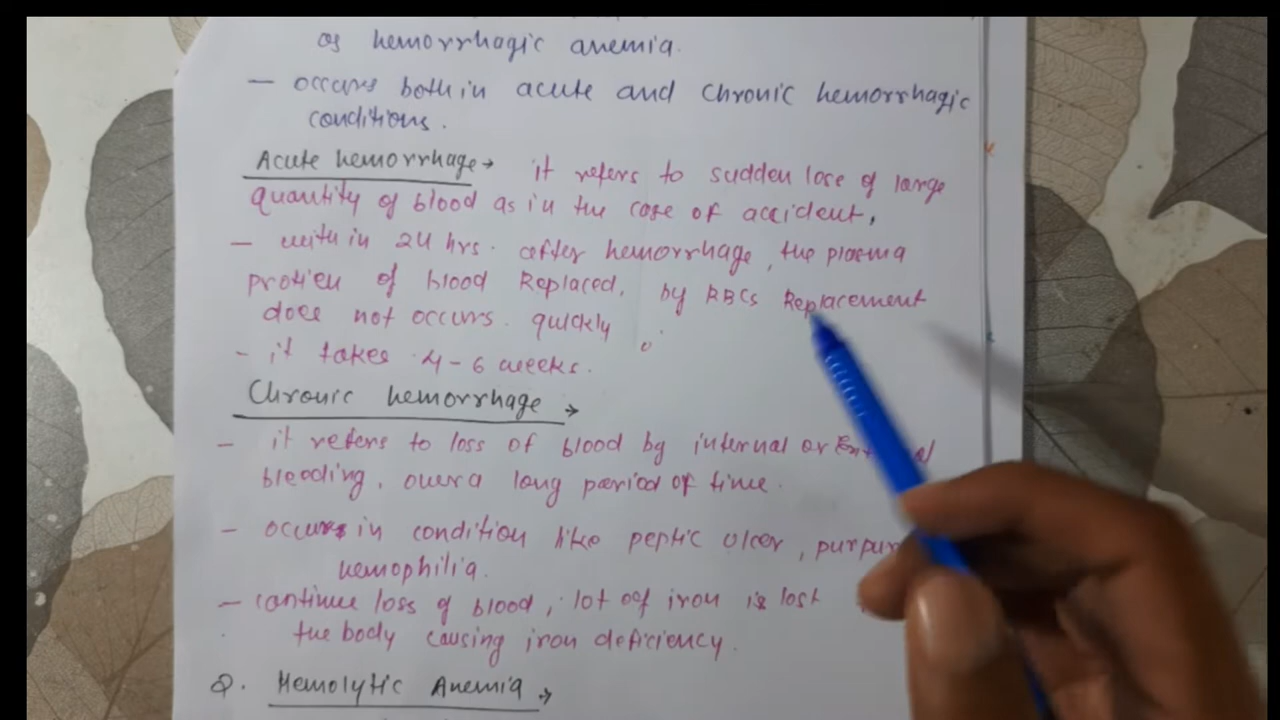 of hemorrhagic anemia.
— occurs both in acute and chronic hemorrhagic
conditions.
Acute hemorrhage → it refers to sudden lose of large
quantity of blood as in the case of accident,
— with in 24 hrs. after hemorrhage, the plasma
protien of blood Replaced, by RBCs Replacement
does not occurs quickly
- it takes 4-6 weeks.
Chronic hemorrhage →
— it refers to loss of blood by internal or
bleeding, over a long period of time.
— occurs in condition like peptic ulcer,
hemophilia.
— continue loss of blood, lot of iron is lost
the body causing iron deficiency.
Q. Hemolytic Anemia →